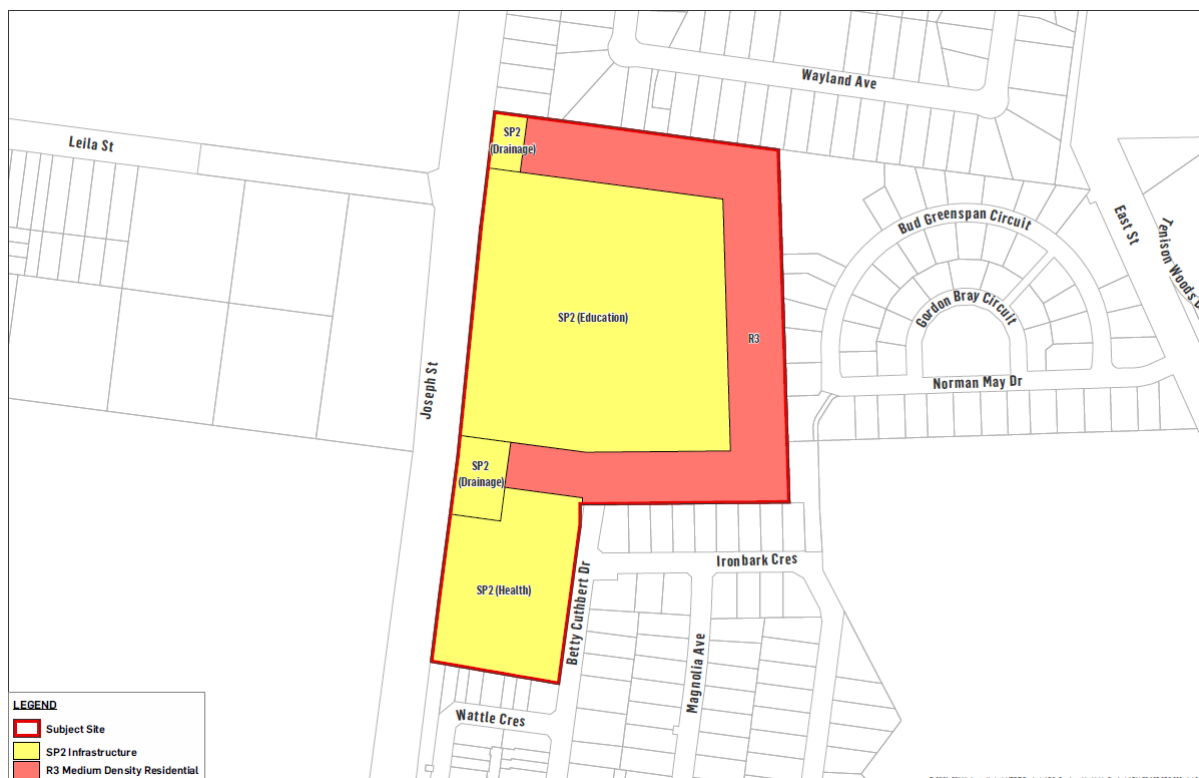 Wayland Ave
Leila St
SP2
(Drainage)
Bud Greenspan Circuit
East St
Tenison Woods
Gordon Bray Circuit
SP2 (Education)
R3
Joseph St
Norman May Dr
SP2
(Drainage)
Ironbark Cres
SP2 (Health)
Betty Cuthbert Dr
Magnolia Ave
Wattle Cres
LEGEND
Subject Site
SP2 Infrastructure
R3 Medium Density Residential